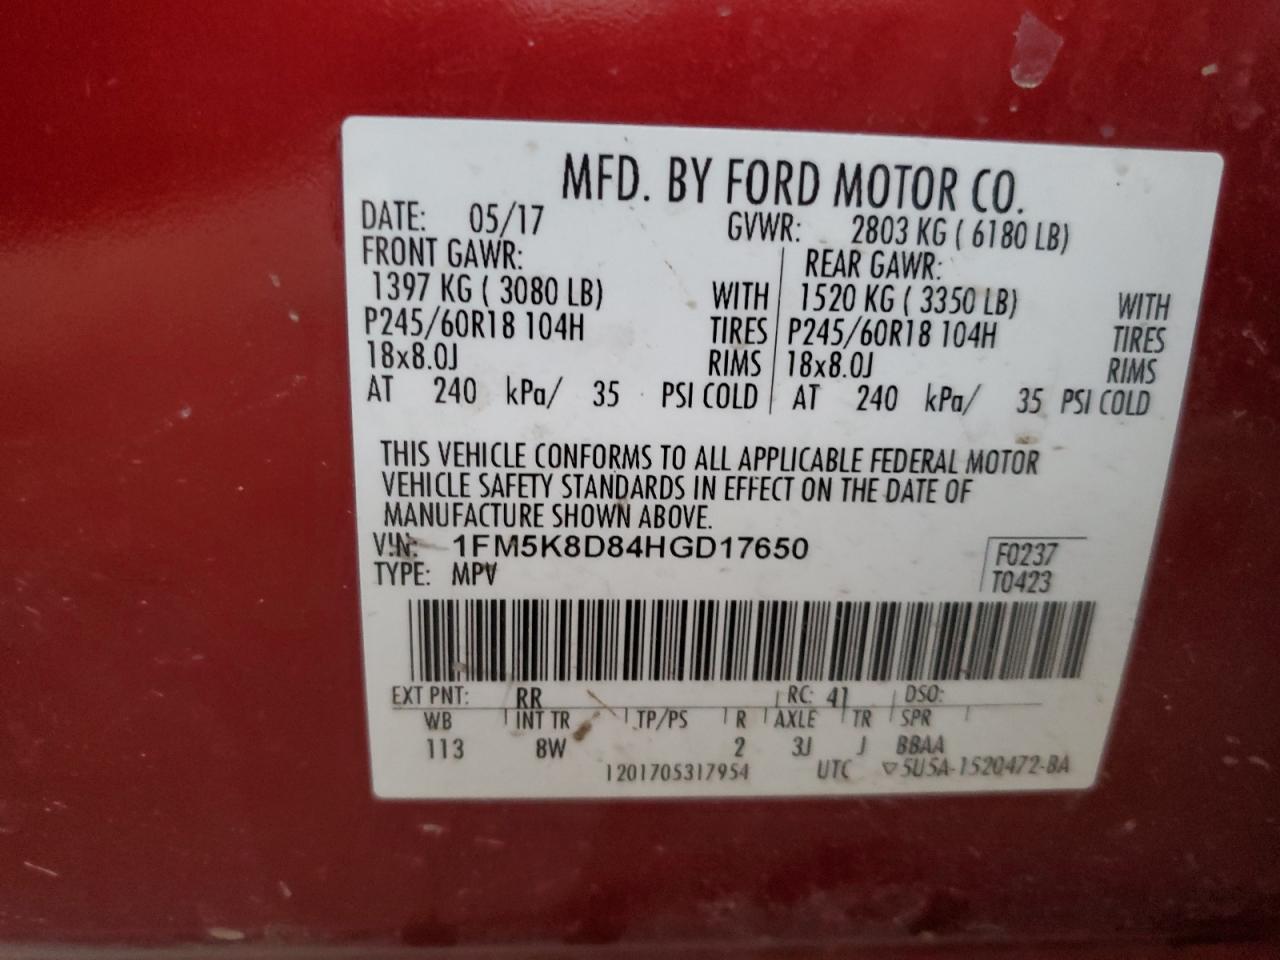 MFD. BY FORD MOTOR CO.
DATE: 05/17 GVWR: 2803 KG ( 6180 LB)
FRONT GAWR: REAR GAWR:
1397 KG ( 3080 LB) WITH 1520 KG ( 3350 LB) WITH
P245/60R18 104H TIRES P245/60R18 104H TIRES
18x8.0J RIMS 18x8.0J RIMS
AT 240 kPa/ 35 PSI COLD AT 240 kPa/ 35 PSI COLD
THIS VEHICLE CONFORMS TO ALL APPLICABLE FEDERAL MOTOR
VEHICLE SAFETY STANDARDS IN EFFECT ON THE DATE OF
MANUFACTURE SHOWN ABOVE.
VIN: 1FM5K8D84HGD17650 F0237
TYPE: MPV T0423
EXT PNT: RR RC: 41 DSO:
WB INT TR TP/PS R AXLE TR SPR
113 8W 2 3J J BBAA
1201705317954 UTC ▽5U5A-1520472-BA